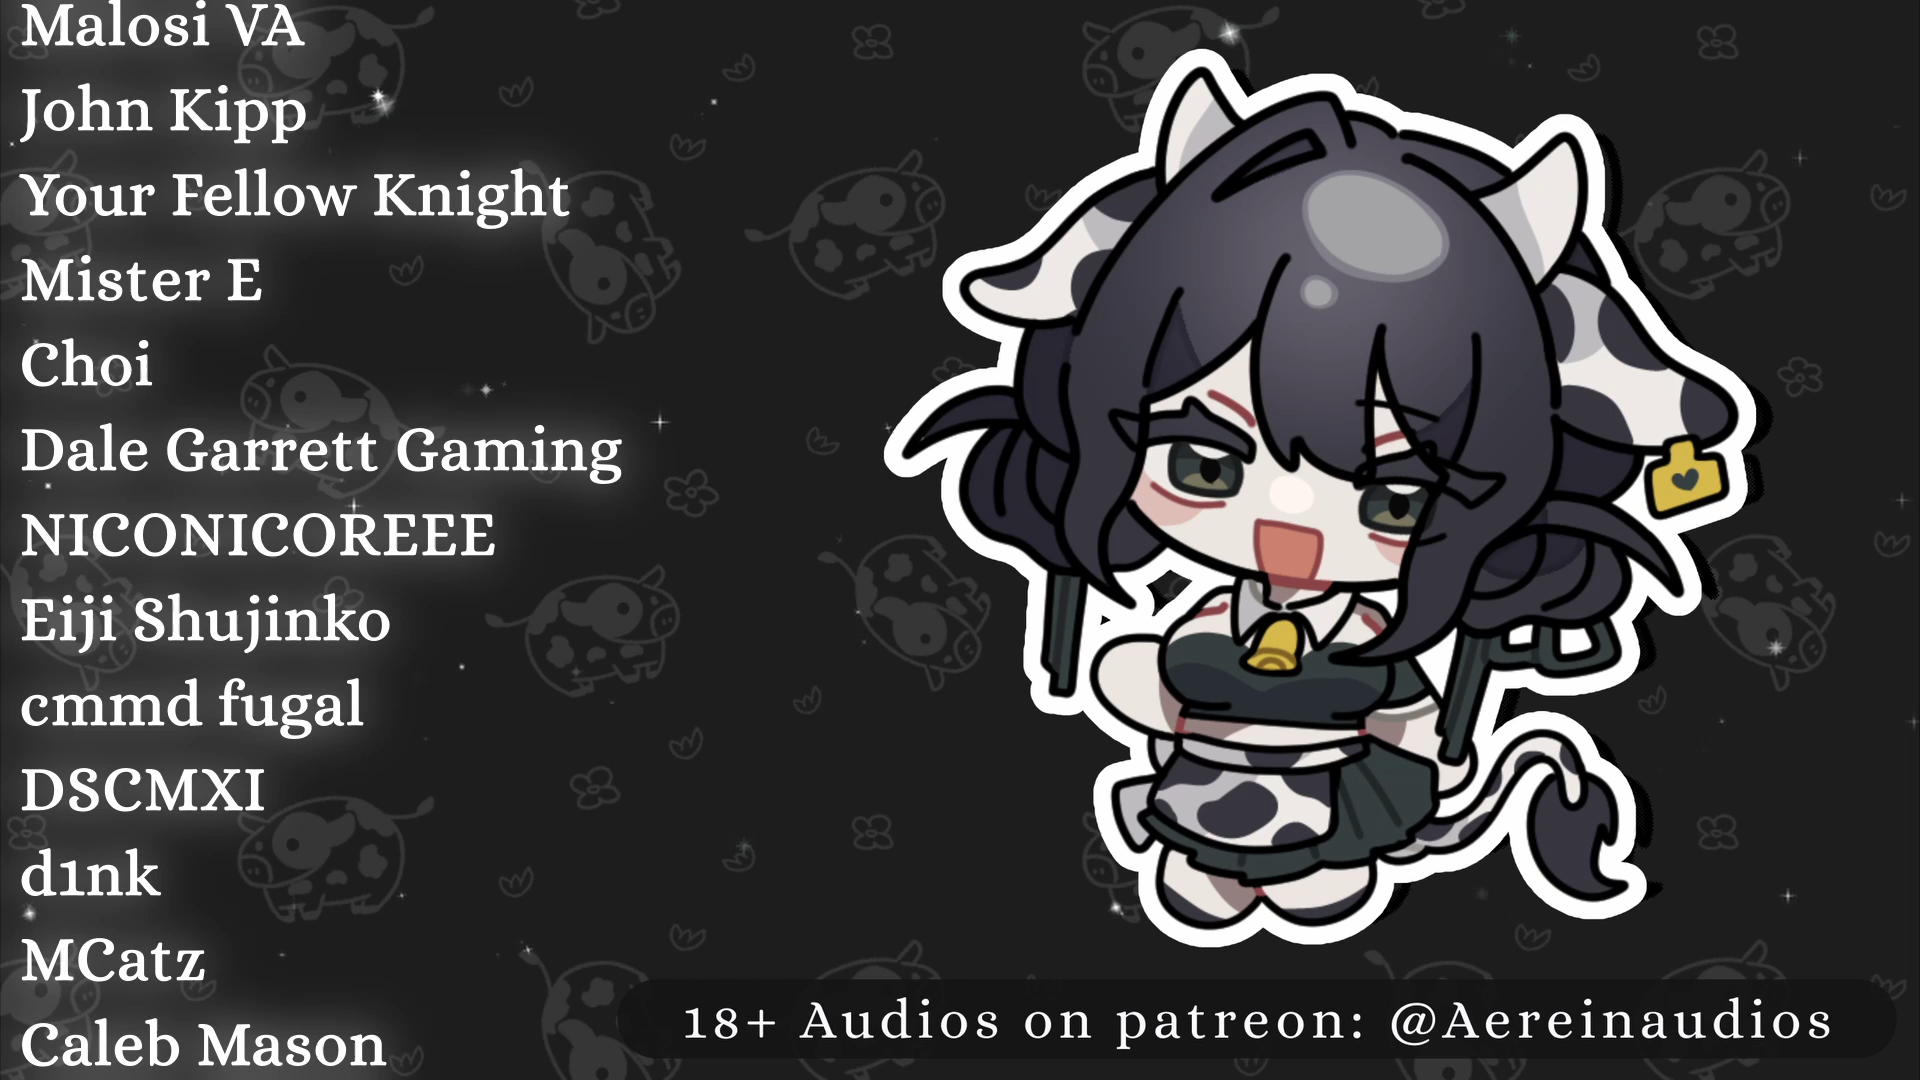 Malosi VA
John Kipp
Your Fellow Knight
Mister E
Choi
Dale Garrett Gaming
NICONICOREEE
Eiji Shujinko
cmmd fugal
DSCMXI
d1nk
MCatz
Caleb Mason
18+ Audios on patreon: @Aereinaudios